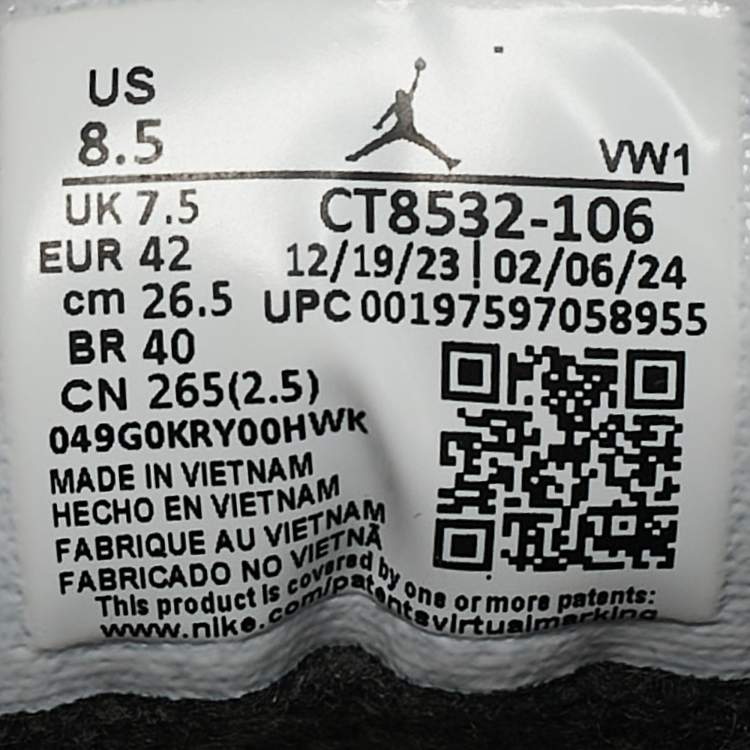 US
8.5
VW1
UK 7.5
CT8532-106
EUR 42
12/19/23 | 02/06/24
cm 26.5
UPC 00197597058955
BR 40
CN 265(2.5)
049G0KRY00HWK
MADE IN VIETNAM
HECHO EN VIETNAM
FABRIQUE AU VIETNAM
FABRICADO NO VIETNÃ
This product is covered by one or more patents:
www.nike.com/patentsvirtualmarking